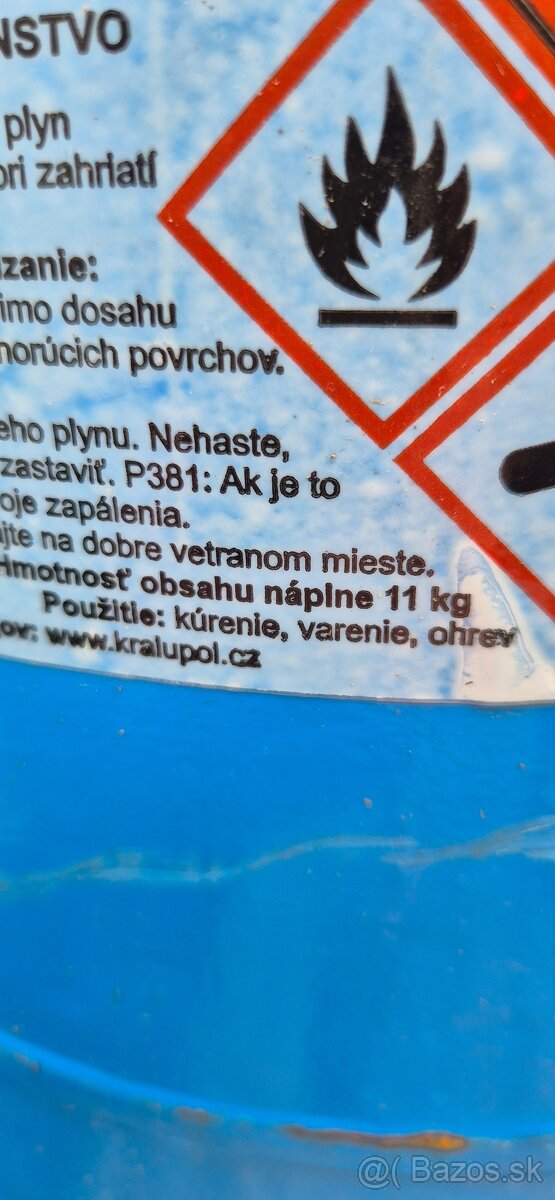 NSTVO
plyn
pri zahriatí
zanie:
imo dosahu
horúcich povrchov.
eho plynu. Nehaste,
zastaviť. P381: Ak je to
oje zapálenia.
jte na dobre vetranom mieste.
Hmotnosť obsahu náplne 11 kg
Použitie: kúrenie, varenie, ohrev
ov: www.kralupol.cz
@( Bazos.sk